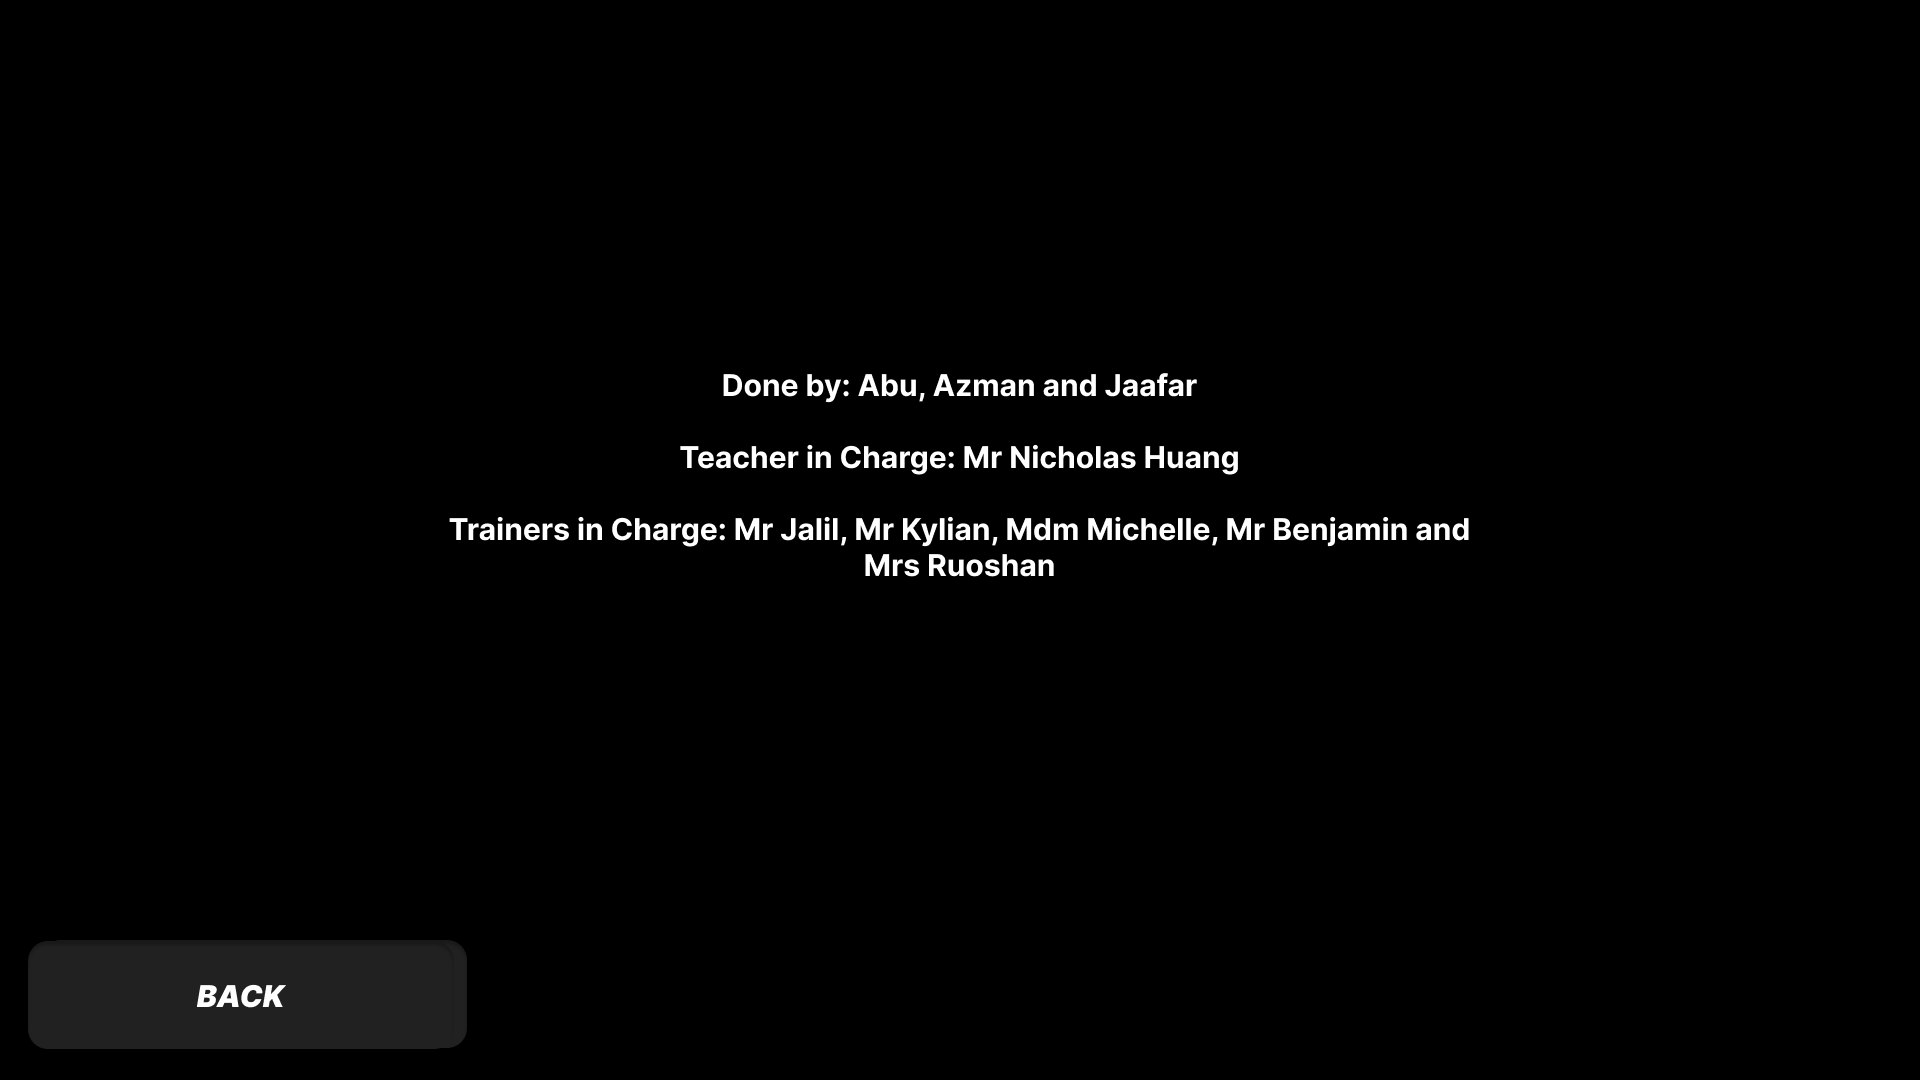 Done by: Abu, Azman and Jaafar
Teacher in Charge: Mr Nicholas Huang
Trainers in Charge: Mr Jalil, Mr Kylian, Mdm Michelle, Mr Benjamin and
Mrs Ruoshan
BACK